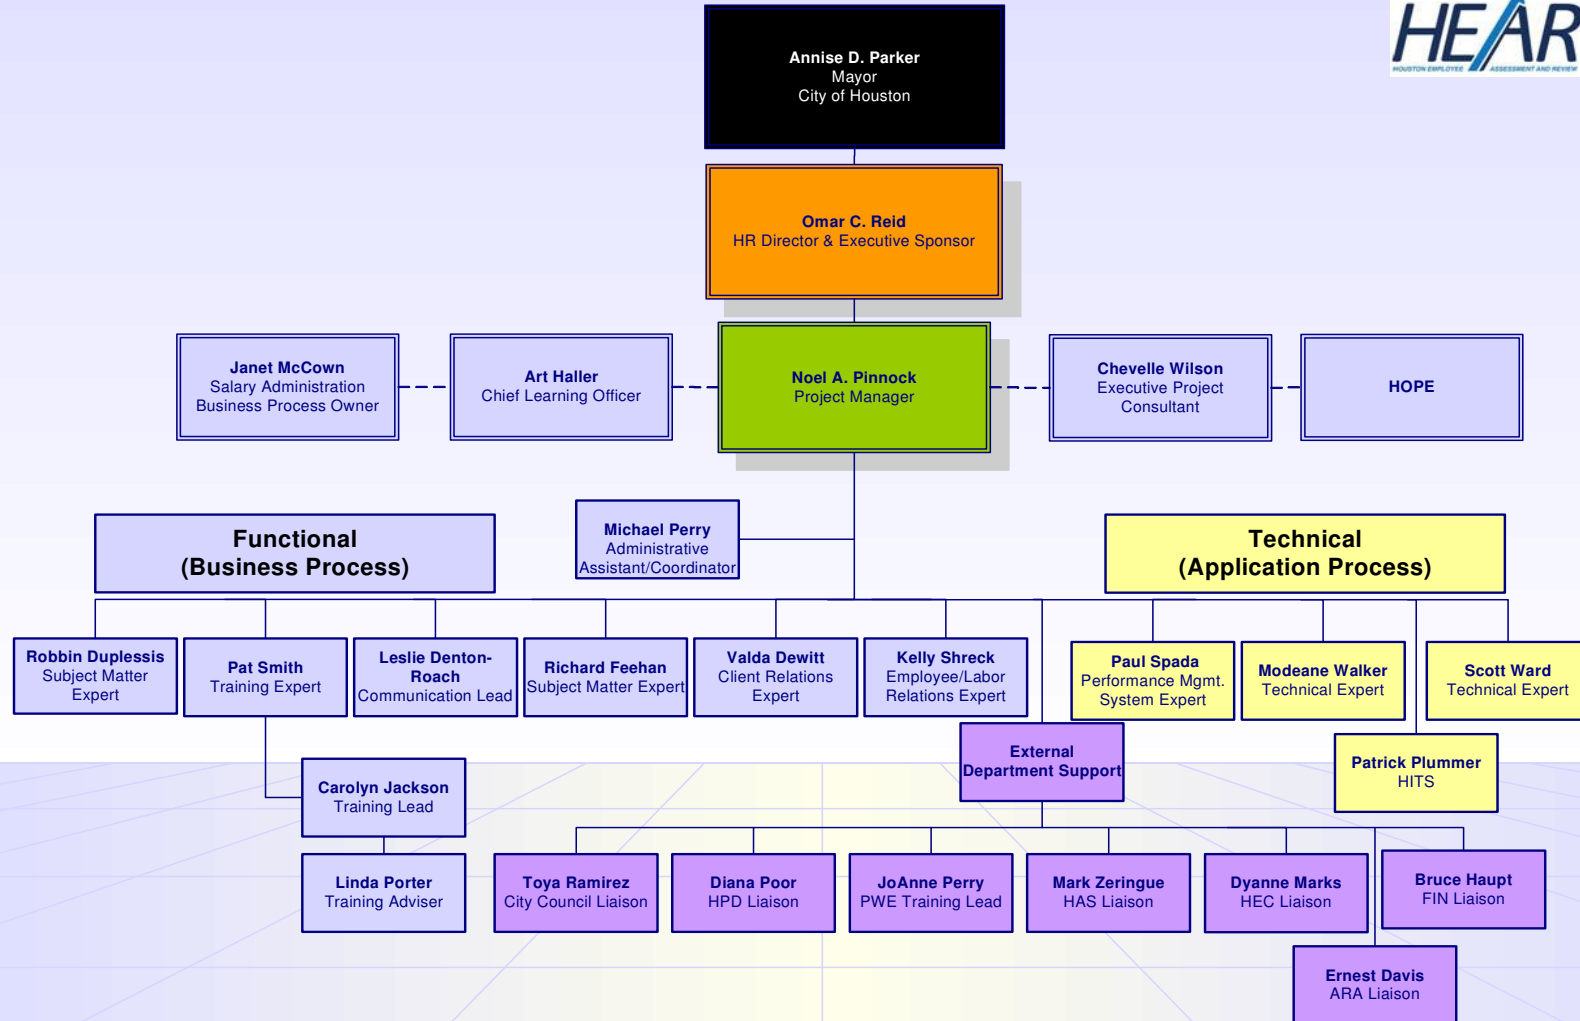 HEAR
HOUSTON EMPLOYEE ASSESSMENT AND REVIEW
Annise D. Parker
Mayor
City of Houston
Omar C. Reid
HR Director & Executive Sponsor
Janet McCown
Salary Administration
Business Process Owner
Art Haller
Chief Learning Officer
Noel A. Pinnock
Project Manager
Chevelle Wilson
Executive Project
Consultant
HOPE
Functional
(Business Process)
Michael Perry
Administrative
Assistant/Coordinator
Technical
(Application Process)
Robbin Duplessis
Subject Matter
Expert
Pat Smith
Training Expert
Leslie Denton-
Roach
Communication Lead
Richard Feehan
Subject Matter Expert
Valda Dewitt
Client Relations
Expert
Kelly Shreck
Employee/Labor
Relations Expert
Paul Spada
Performance Mgmt.
System Expert
Modeane Walker
Technical Expert
Scott Ward
Technical Expert
External
Department Support
Patrick Plummer
HITS
Carolyn Jackson
Training Lead
Linda Porter
Training Adviser
Toya Ramirez
City Council Liaison
Diana Poor
HPD Liaison
JoAnne Perry
PWE Training Lead
Mark Zeringue
HAS Liaison
Dyanne Marks
HEC Liaison
Bruce Haupt
FIN Liaison
Ernest Davis
ARA Liaison